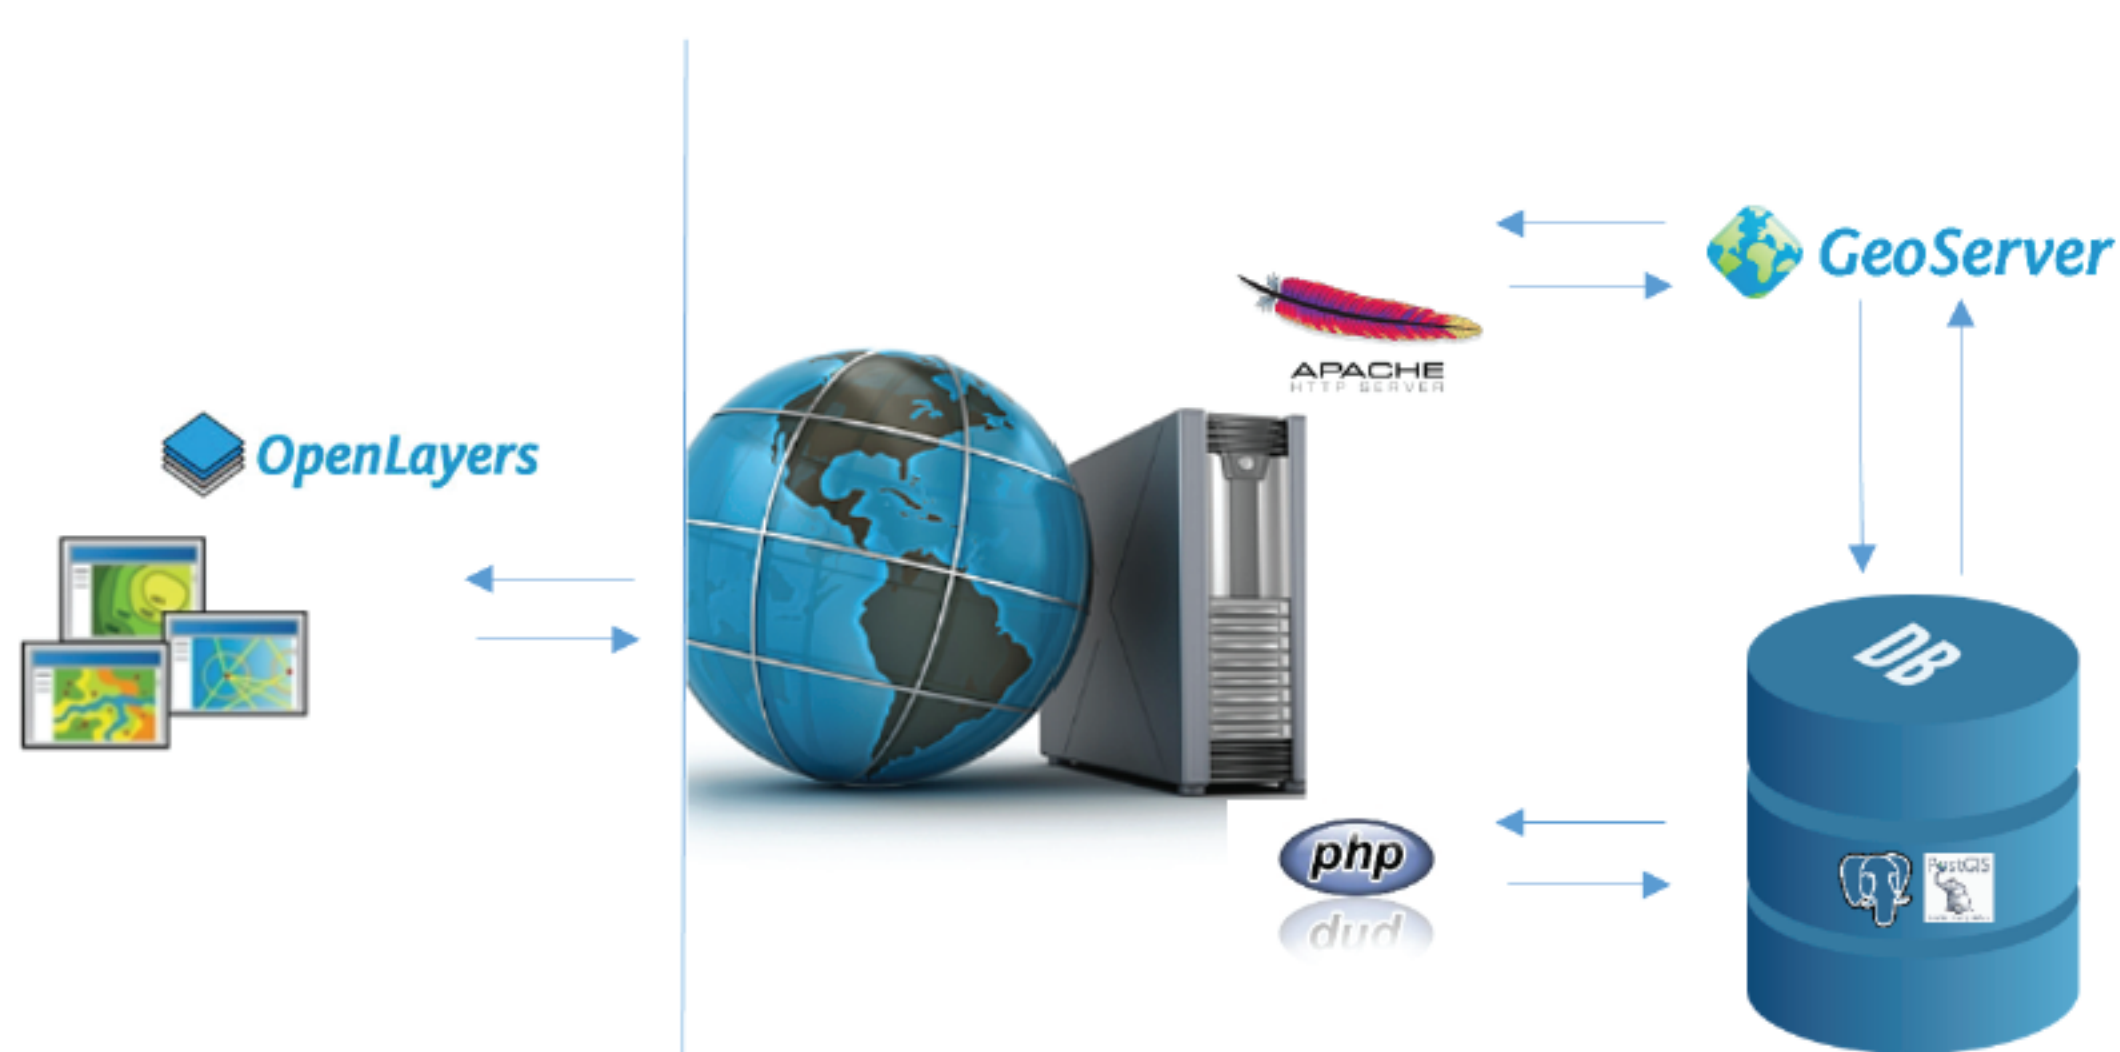 OpenLayers
APACHE
HTTP SERVER
GeoServer
DB
php
PostGIS